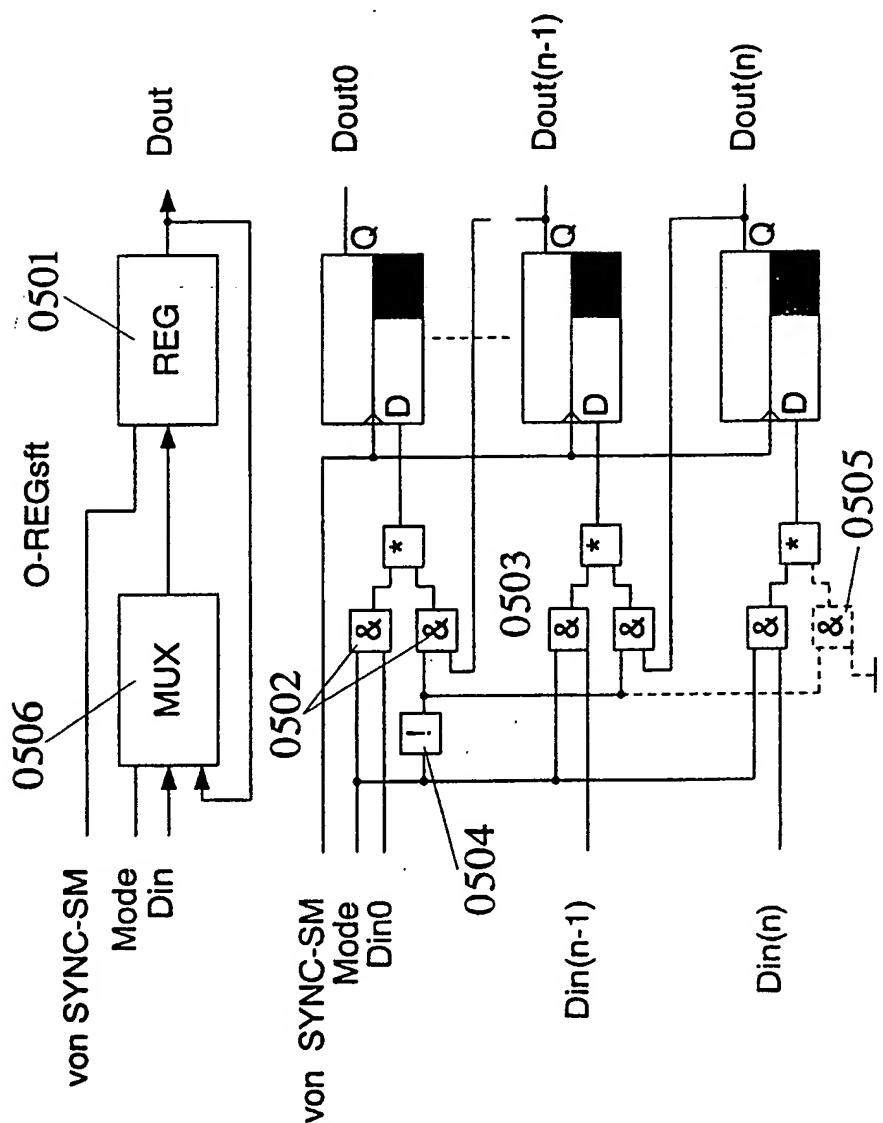 0506
0501
O-REGsft
von SYNC-SM
Mode
Din
MUX
REG
Dout
0502
0503
0504
0505
von SYNC-SM
Mode
Din0
!
&
&
*
D
Q
Dout0
Din(n-1)
&
&
*
D
Q
Dout(n-1)
Din(n)
&
&
*
D
Q
Dout(n)